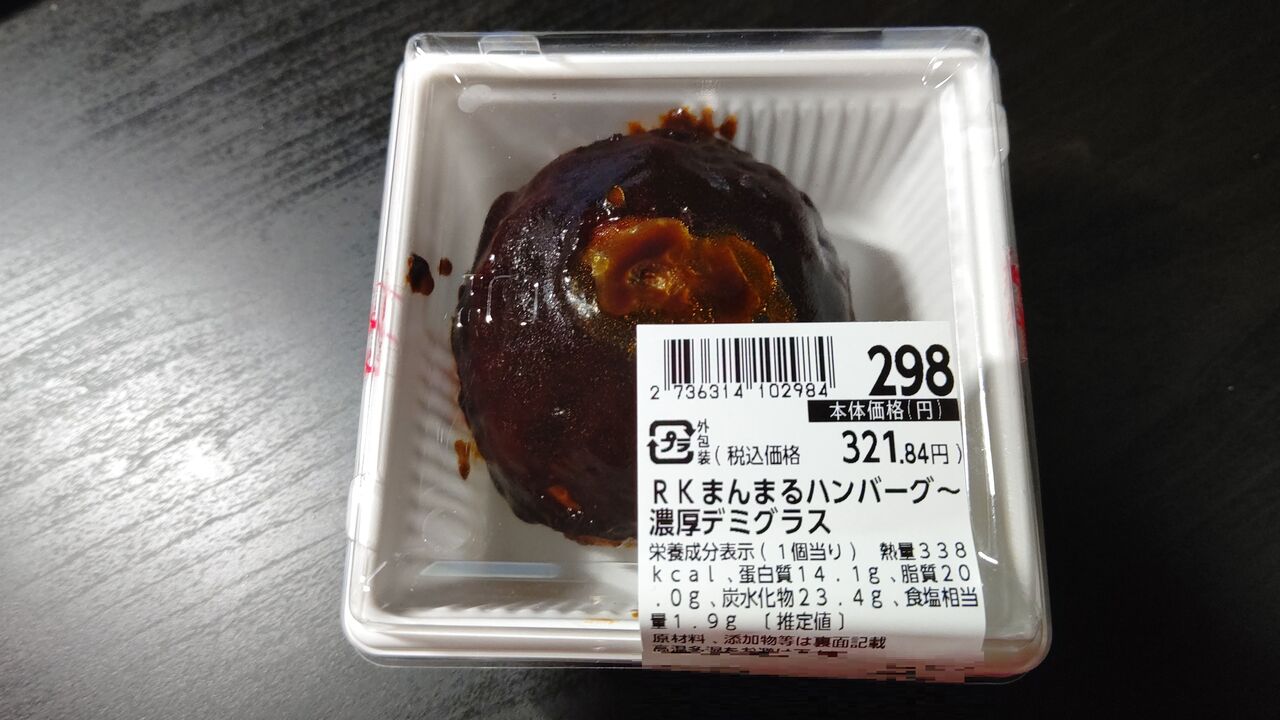 298
2 736314 102984
本体価格(円)
プラ
外包装
(税込価格 321.84円)
RKまんまるハンバーグ~
濃厚デミグラス
栄養成分表示(1個当り) 熱量338
kcal、蛋白質14.1g、脂質20
.0g、炭水化物23.4g、食塩相当
量1.9g 〔推定値〕
原材料、添加物等は裏面記載